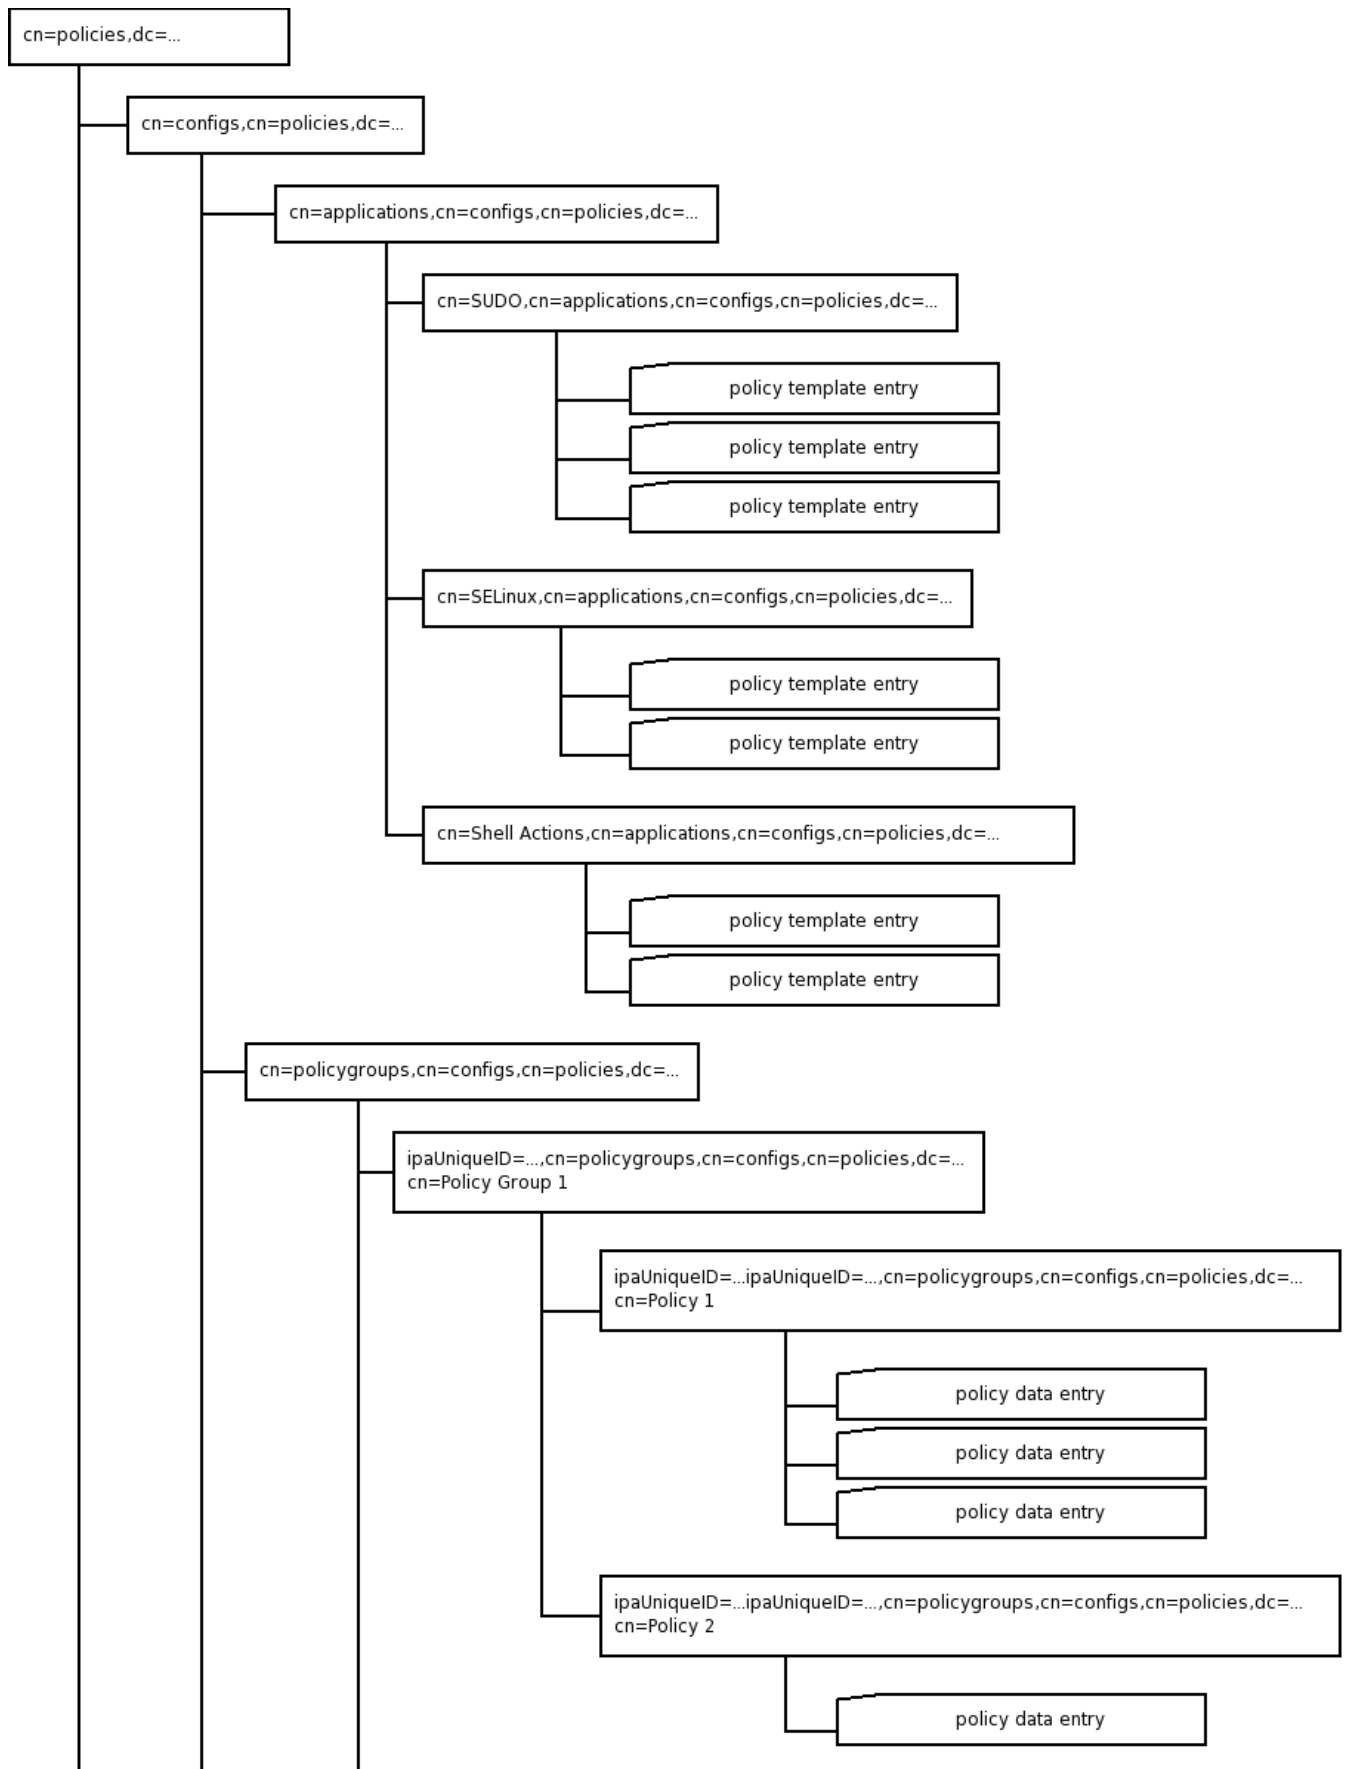 cn=policies,dc=...
cn=configs,cn=policies,dc=...
cn=applications,cn=configs,cn=policies,dc=...
cn=SUDO,cn=applications,cn=configs,cn=policies,dc=...
policy template entry
policy template entry
policy template entry
cn=SELinux,cn=applications,cn=configs,cn=policies,dc=...
policy template entry
policy template entry
cn=Shell Actions,cn=applications,cn=configs,cn=policies,dc=...
policy template entry
policy template entry
cn=policygroups,cn=configs,cn=policies,dc=...
ipaUniqueID=...,cn=policygroups,cn=configs,cn=policies,dc=...
cn=Policy Group 1
ipaUniqueID=...ipaUniqueID=...,cn=policygroups,cn=configs,cn=policies,dc=...
cn=Policy 1
policy data entry
policy data entry
policy data entry
ipaUniqueID=...ipaUniqueID=...,cn=policygroups,cn=configs,cn=policies,dc=...
cn=Policy 2
policy data entry